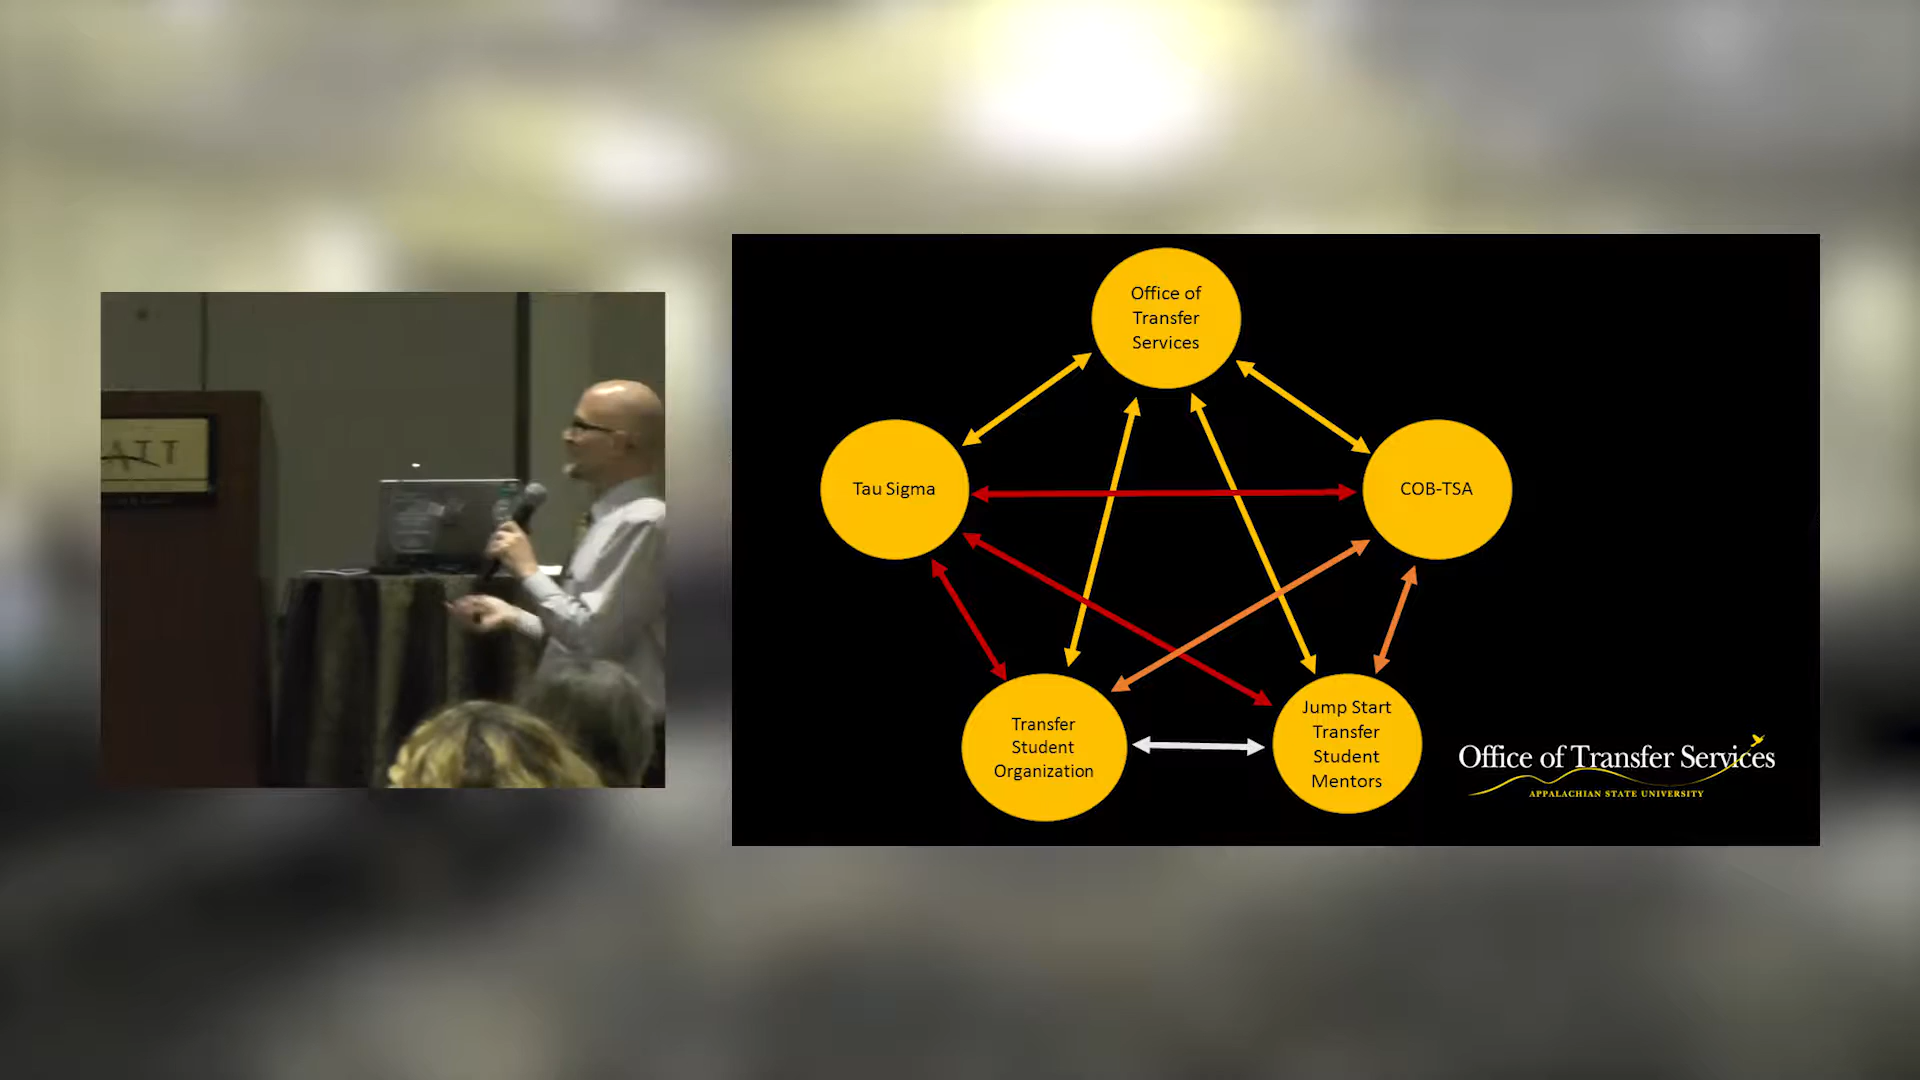 ATT
Office of
Transfer
Services
Tau Sigma
COB-TSA
Transfer
Student
Organization
Jump Start
Transfer
Student
Mentors
Office of Transfer Services
APPALACHIAN STATE UNIVERSITY